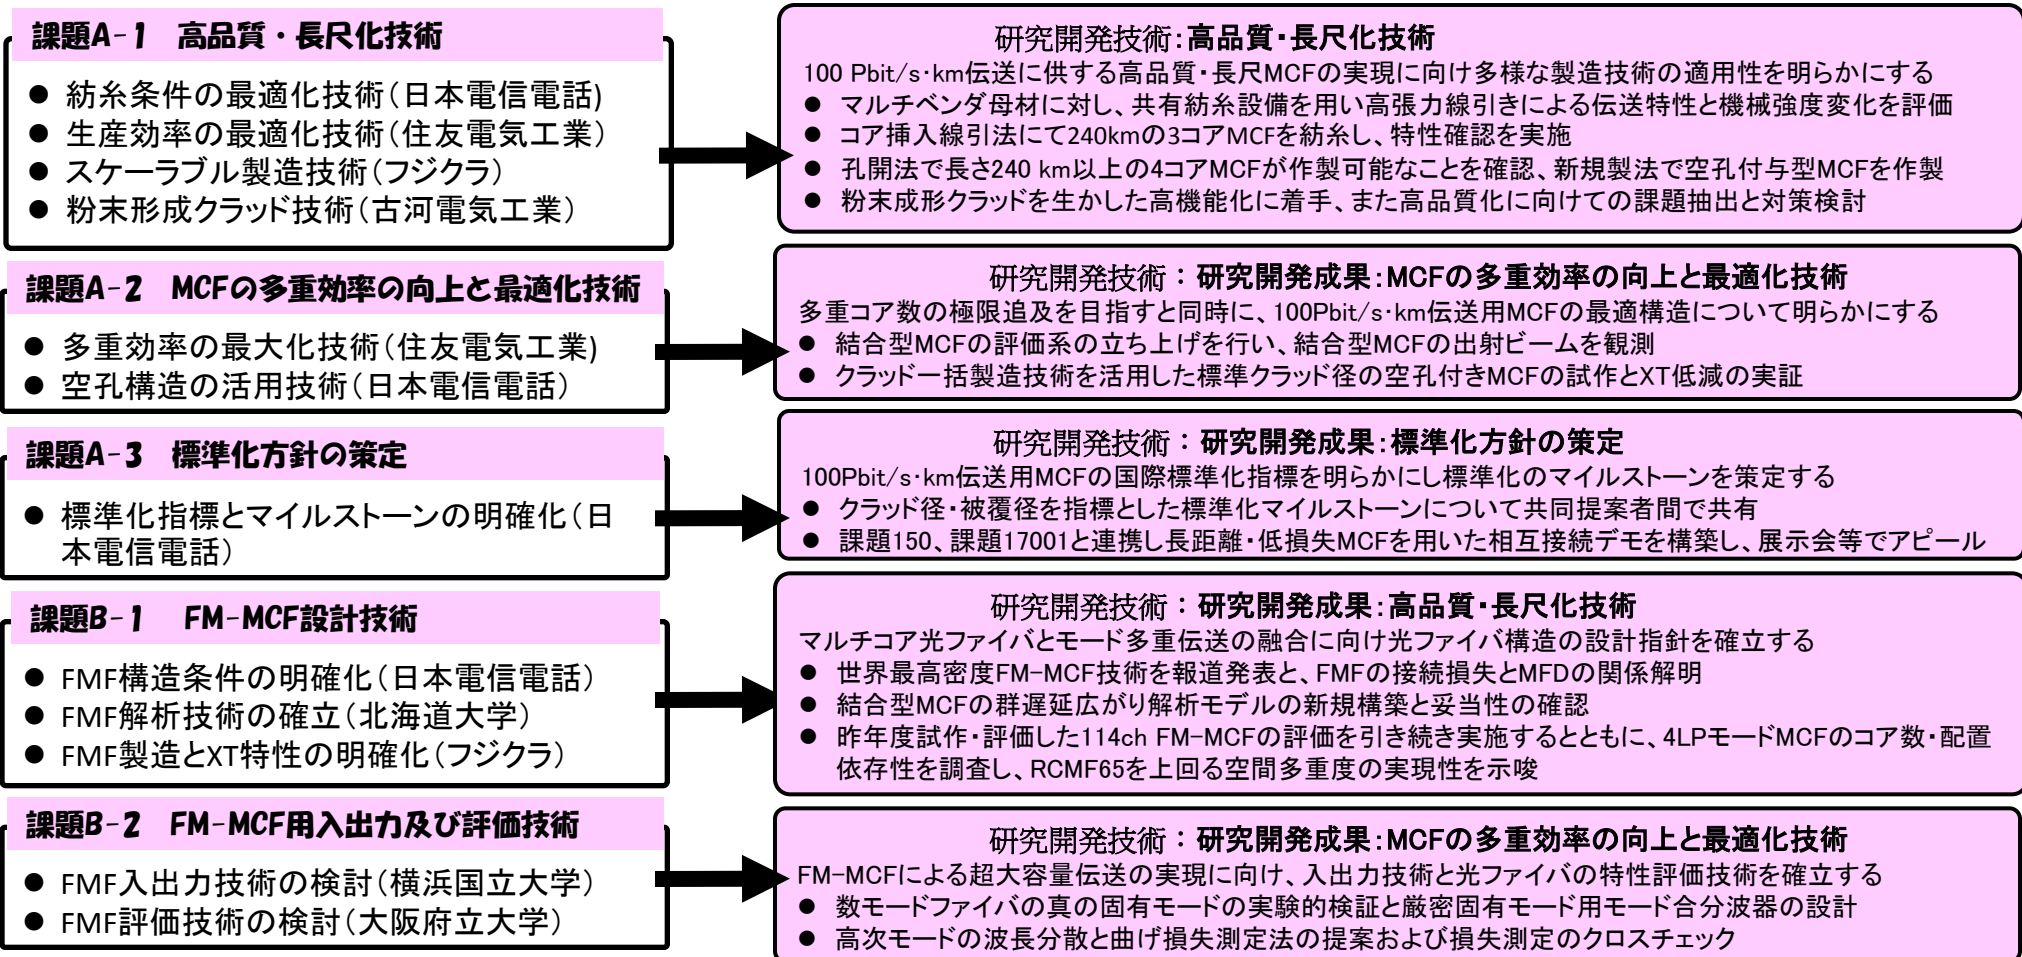 課題A-1 高品質・長尺化技術
● 紡糸条件の最適化技術(日本電信電話)
● 生産効率の最適化技術(住友電気工業)
● スケーラブル製造技術(フジクラ)
● 粉末形成クラッド技術(古河電気工業)
研究開発技術:高品質・長尺化技術
100 Pbit/s・km伝送に供する高品質・長尺MCFの実現に向け多様な製造技術の適用性を明らかにする
● マルチベンダ母材に対し、共有紡糸設備を用い高張力線引きによる伝送特性と機械強度変化を評価
● コア挿入線引法にて240kmの3コアMCFを紡糸し、特性確認を実施
● 孔開法で長さ240 km以上の4コアMCFが作製可能なことを確認、新規製法で空孔付与型MCFを作製
● 粉末成形クラッドを生かした高機能化に着手、また高品質化に向けての課題抽出と対策検討
課題A-2 MCFの多重効率の向上と最適化技術
● 多重効率の最大化技術(住友電気工業)
● 空孔構造の活用技術(日本電信電話)
研究開発技術:研究開発成果:MCFの多重効率の向上と最適化技術
多重コア数の極限追及を目指すと同時に、100Pbit/s・km伝送用MCFの最適構造について明らかにする
● 結合型MCFの評価系の立ち上げを行い、結合型MCFの出射ビームを観測
● クラッド一括製造技術を活用した標準クラッド径の空孔付きMCFの試作とXT低減の実証
課題A-3 標準化方針の策定
● 標準化指標とマイルストーンの明確化(日
本電信電話)
研究開発技術:研究開発成果:標準化方針の策定
100Pbit/s・km伝送用MCFの国際標準化指標を明らかにし標準化のマイルストーンを策定する
● クラッド径・被覆径を指標とした標準化マイルストーンについて共同提案者間で共有
● 課題150、課題17001と連携し長距離・低損失MCFを用いた相互接続デモを構築し、展示会等でアピール
課題B-1 FM-MCF設計技術
● FMF構造条件の明確化(日本電信電話)
● FMF解析技術の確立(北海道大学)
● FMF製造とXT特性の明確化(フジクラ)
研究開発技術:研究開発成果:高品質・長尺化技術
マルチコア光ファイバとモード多重伝送の融合に向け光ファイバ構造の設計指針を確立する
● 世界最高密度FM-MCF技術を報道発表と、FMFの接続損失とMFDの関係解明
● 結合型MCFの群遅延広がり解析モデルの新規構築と妥当性の確認
● 昨年度試作・評価した114ch FM-MCFの評価を引き続き実施するとともに、4LPモードMCFのコア数・配置
依存性を調査し、RCMF65を上回る空間多重度の実現性を示唆
課題B-2 FM-MCF用入出力及び評価技術
● FMF入出力技術の検討(横浜国立大学)
● FMF評価技術の検討(大阪府立大学)
研究開発技術:研究開発成果:MCFの多重効率の向上と最適化技術
FM-MCFによる超大容量伝送の実現に向け、入出力技術と光ファイバの特性評価技術を確立する
● 数モードファイバの真の固有モードの実験的検証と厳密固有モード用モード合分波器の設計
● 高次モードの波長分散と曲げ損失測定法の提案および損失測定のクロスチェック